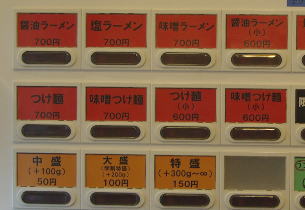 醤油ラーメン
700円
塩ラーメン
700円
味噌ラーメン
700円
醤油ラーメン
(小)
600円
つけ麺
700円
味噌つけ麺
700円
つけ麺
(小)
600円
味噌つけ麺
(小)
600円
中盛
(+100g)
50円
大盛
(+200g)
100円
特盛
(+300g~∞)
150円